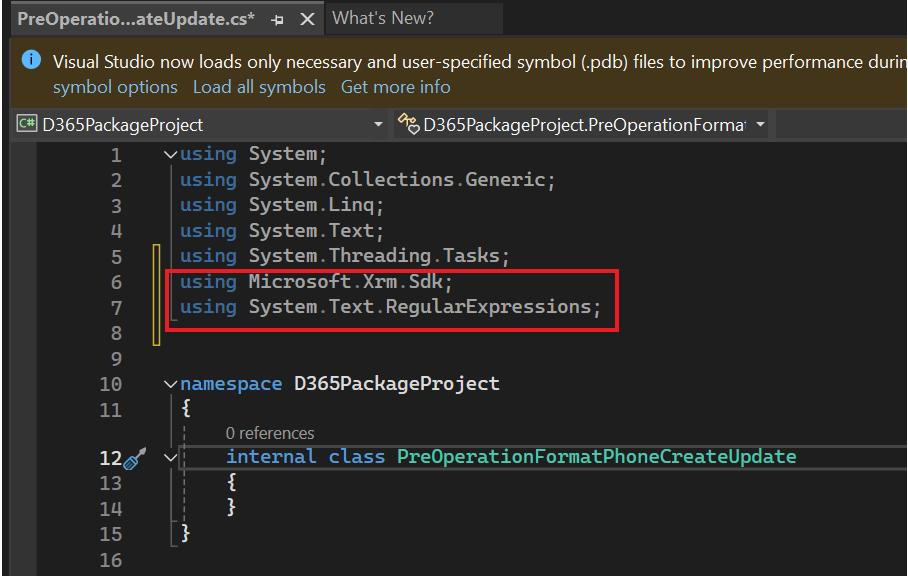 PreOperatio...ateUpdate.cs*
What's New?
Visual Studio now loads only necessary and user-specified symbol (.pdb) files to improve performance durin
symbol options Load all symbols Get more info
C# D365PackageProject
D365PackageProject.PreOperationFormat
1 using System;
2 using System.Collections.Generic;
3 using System.Linq;
4 using System.Text;
5 using System.Threading.Tasks;
6 using Microsoft.Xrm.Sdk;
7 using System.Text.RegularExpressions;
8
9
10 namespace D365PackageProject
11 {
0 references
12 internal class PreOperationFormatPhoneCreateUpdate
13 {
14 }
15 }
16